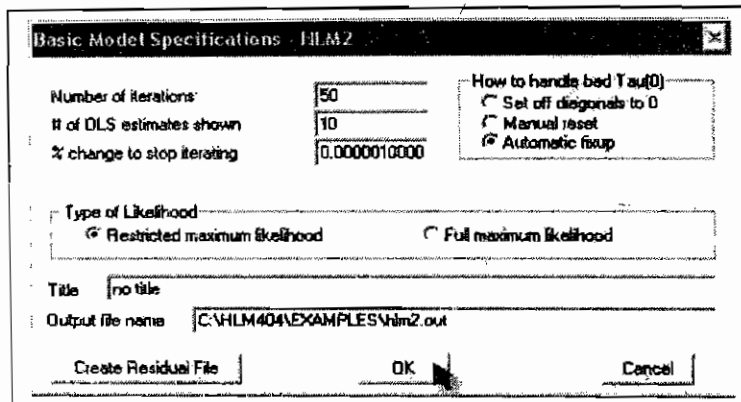 Basic Model Specifications - HLM2
Number of iterations 50
# of OLS estimates shown 10
% change to stop iterating 0.0000010000
How to handle bad Tau(0)
Set off diagonals to 0
Manual reset
Automatic fixup
Type of Likelihood
Restricted maximum likelihood Full maximum likelihood
Title no title
Output file name C:\HLM404\EXAMPLES\hlm2.out
Create Residual File OK Cancel